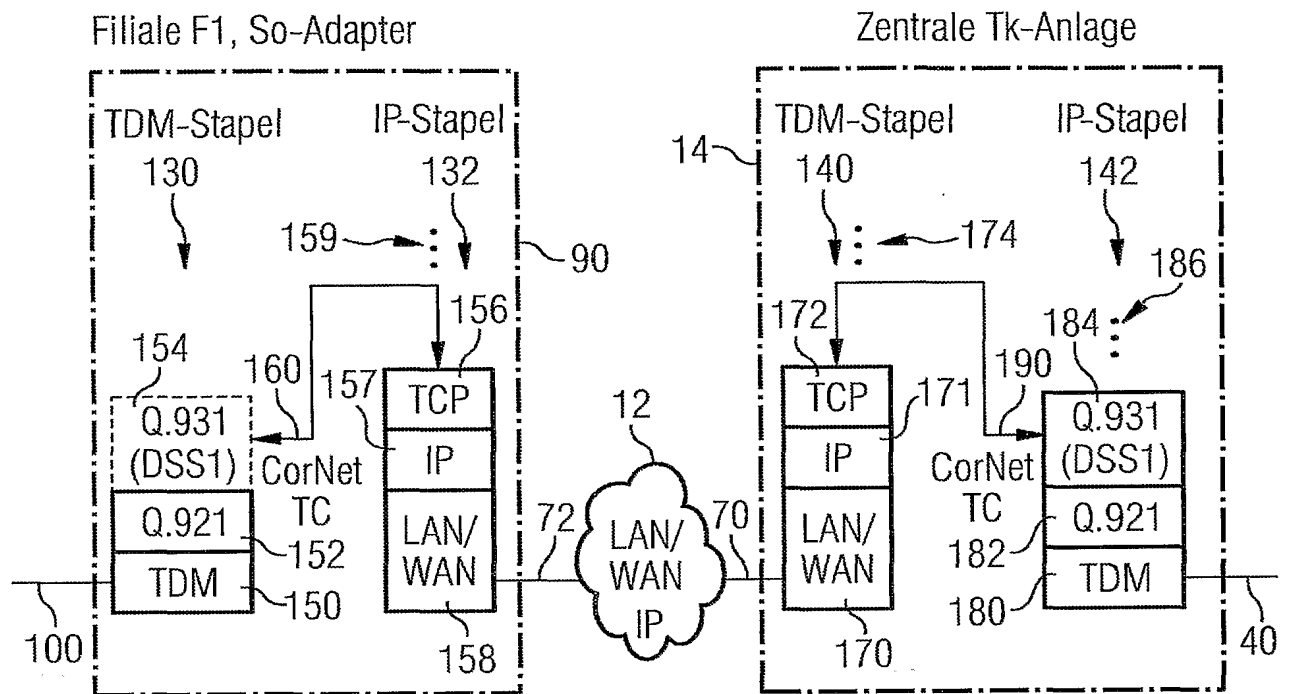 Filiale F1, So-Adapter
Zentrale Tk-Anlage
TDM-Stapel
IP-Stapel
130
132
159
90
156
154
160
157
TCP
Q.931
(DSS1)
IP
CorNet
TC
Q.921
152
LAN/
WAN
TDM
150
100
158
72
12
LAN/
WAN
IP
70
14
TDM-Stapel
IP-Stapel
140
142
174
186
172
184
190
171
TCP
IP
Q.931
(DSS1)
CorNet
TC
Q.921
182
LAN/
WAN
TDM
180
170
40